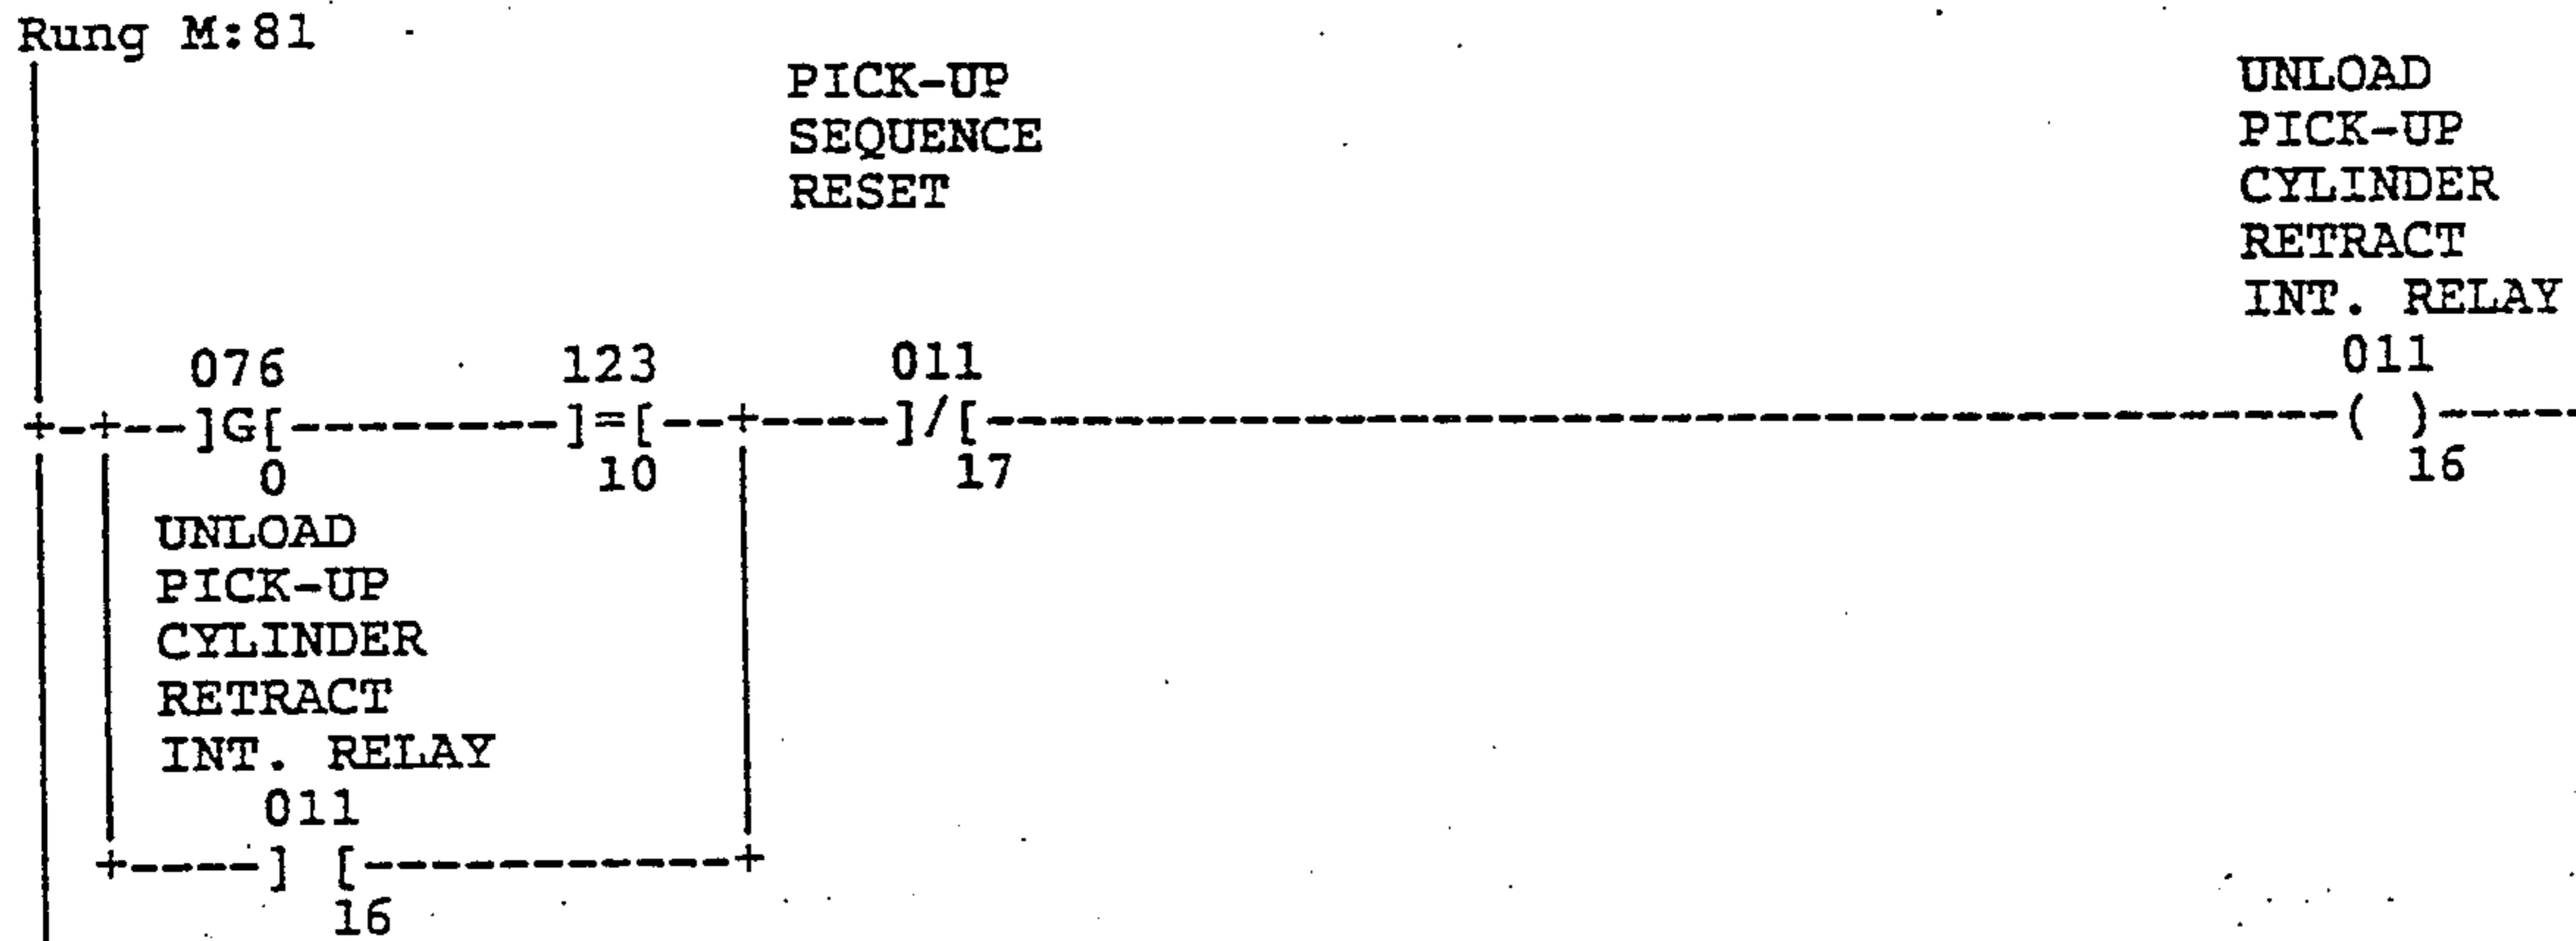 Rung M:81
PICK-UP
SEQUENCE
RESET
UNLOAD
PICK-UP
CYLINDER
RETRACT
INT. RELAY
076 123 011 011
+-+---]G[---------]=[--+-----]/[-----------------------------------------( )----
0 10 17 16
UNLOAD
PICK-UP
CYLINDER
RETRACT
INT. RELAY
011
+-----] [------------+
16